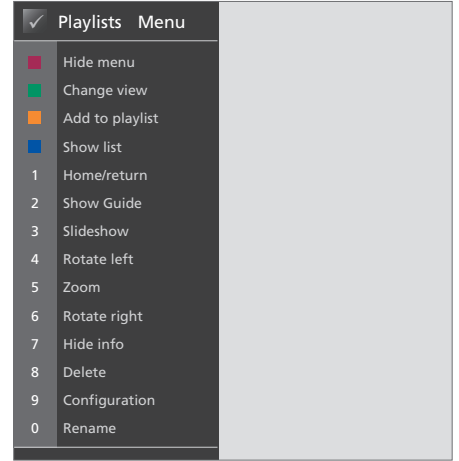 Playlists Menu
Hide menu
Change view
Add to playlist
Show list
1 Home/return
2 Show Guide
3 Slideshow
4 Rotate left
5 Zoom
6 Rotate right
7 Hide info
8 Delete
9 Configuration
0 Rename